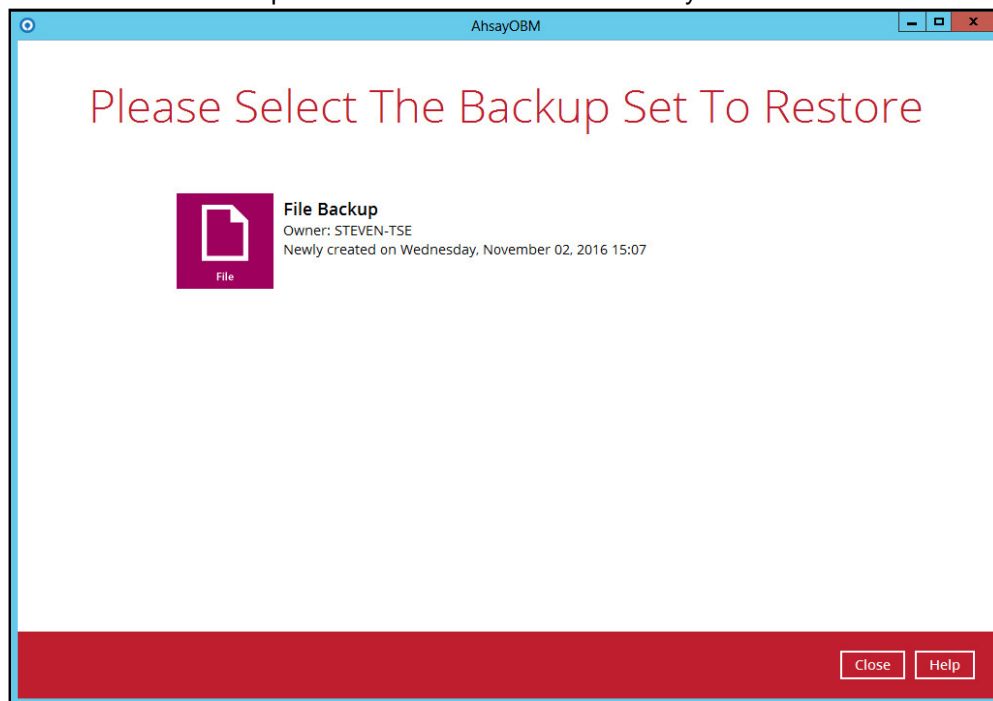 AhsayOBM
Please Select The Backup Set To Restore
File Backup
Owner: STEVEN-TSE
Newly created on Wednesday, November 02, 2016 15:07
File
Close Help